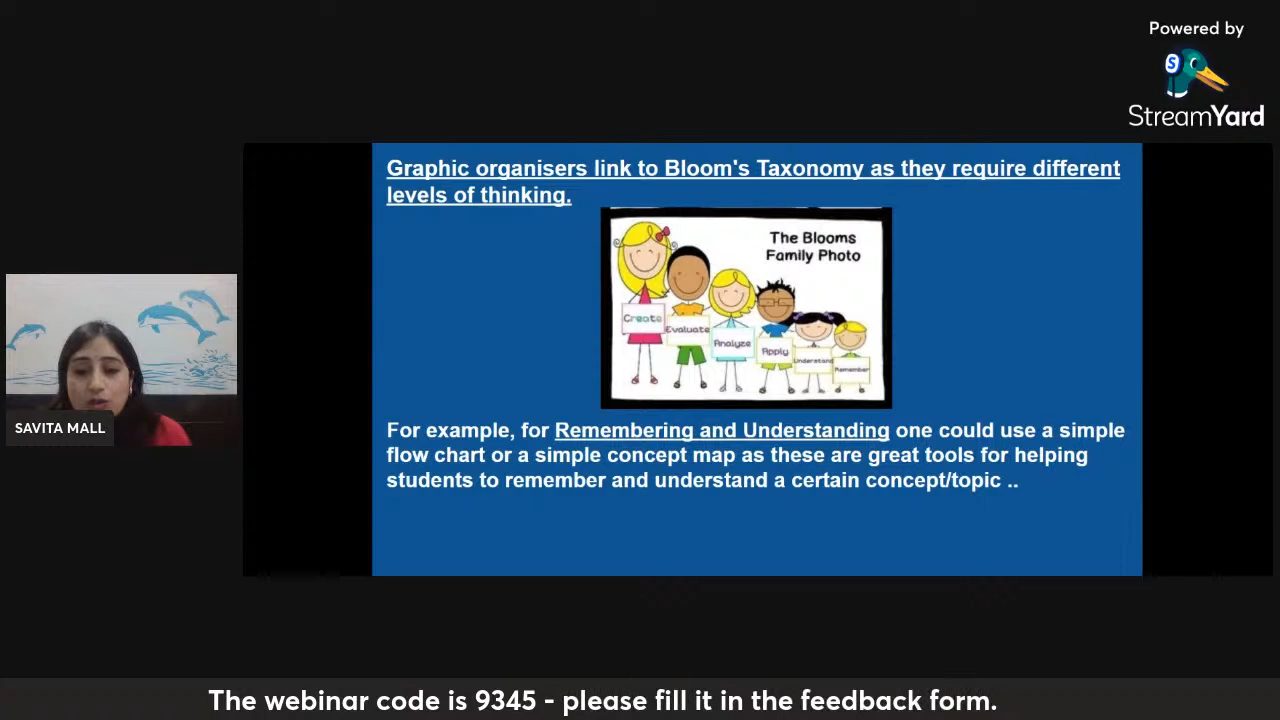 Powered by
StreamYard
Graphic organisers link to Bloom's Taxonomy as they require different
levels of thinking.
The Blooms
Family Photo
Create
Evaluate
Analyze
Apply
Understand
Remember
For example, for Remembering and Understanding one could use a simple
flow chart or a simple concept map as these are great tools for helping
students to remember and understand a certain concept/topic ..
SAVITA MALL
The webinar code is 9345 - please fill it in the feedback form.